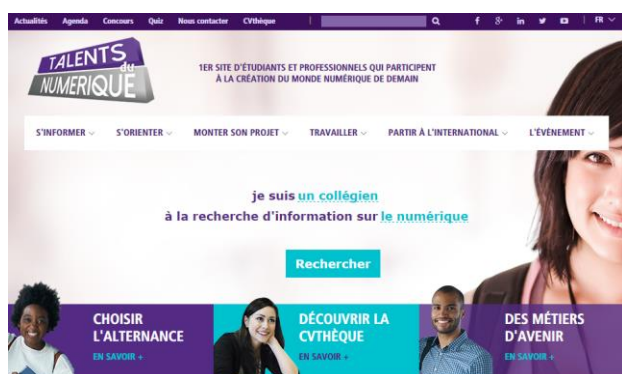 Actualités Agenda Concours Quiz Nous contacter CVthèque FR
TALENTS
du
NUMERIQUE
1ER SITE D'ÉTUDIANTS ET PROFESSIONNELS QUI PARTICIPENT
À LA CRÉATION DU MONDE NUMÉRIQUE DE DEMAIN
S'INFORMER S'ORIENTER MONTER SON PROJET TRAVAILLER PARTIR À L'INTERNATIONAL L'ÉVÈNEMENT
je suis un collégien
à la recherche d'information sur le numérique
Rechercher
CHOISIR
L'ALTERNANCE
EN SAVOIR +
DÉCOUVRIR LA
CVTHÈQUE
EN SAVOIR +
DES MÉTIERS
D'AVENIR
EN SAVOIR +